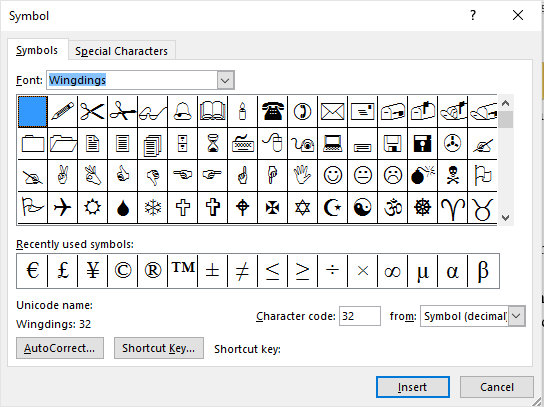 Symbol
Symbols Special Characters
Font: Wingdings
Recently used symbols:
€ £ ¥ © ® ™ ± ≠ ≤ ≥ ÷ × ∞ µ α β
Unicode name:
Wingdings: 32
Character code: 32 from: Symbol (decimal)
AutoCorrect... Shortcut Key... Shortcut key:
Insert Cancel